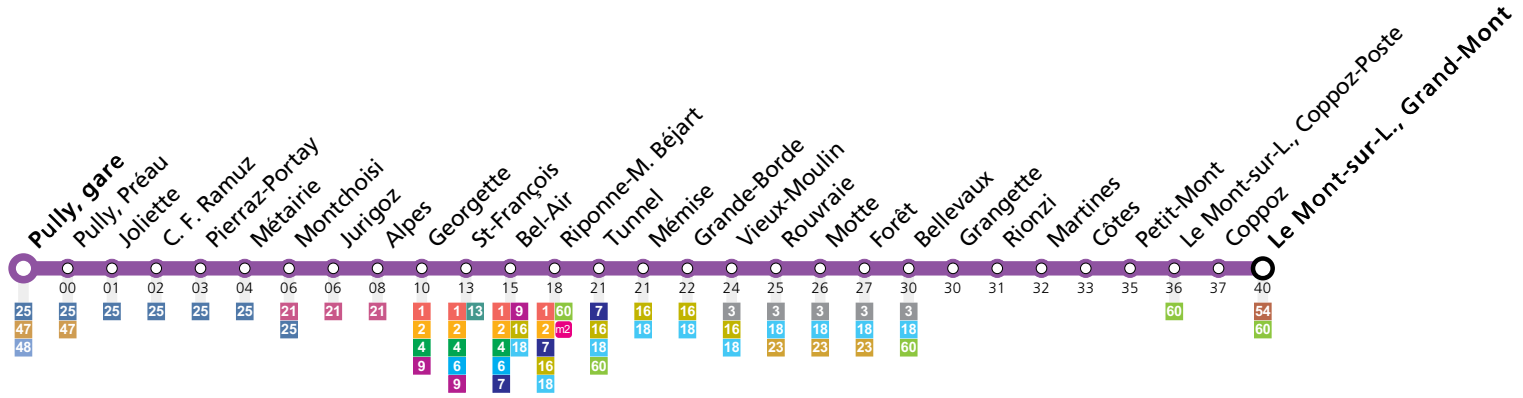 Pully, gare
Pully, Préau
Joliette
C. F. Ramuz
Pierraz-Portay
Métairie
Montchoisi
Jurigoz
Alpes
Georgette
St-François
Bel-Air
Riponne-M. Béjart
Tunnel
Mémise
Grande-Borde
Vieux-Moulin
Rouvraie
Motte
Forêt
Bellevaux
Grangette
Rionzi
Martines
Côtes
Petit-Mont
Le Mont-sur-L., Coppoz-Poste
Coppoz
Le Mont-sur-L., Grand-Mont
00 01 02 03 04 06 06 08 10 13 15 18 21 21 22 24 25 26 27 30 30 31 32 33 35 36 37 40
25 25 25 25 25 25 21 21 21 1 1 13 1 9 1 60 7 16 16 3 3 3 3 3 60 54
47 47 25 2 2 2 16 2 m2 16 18 18 16 18 18 18 18 60
48 4 4 4 18 7 18 18 23 23 23 60
9 6 6 16 60
9 7 18